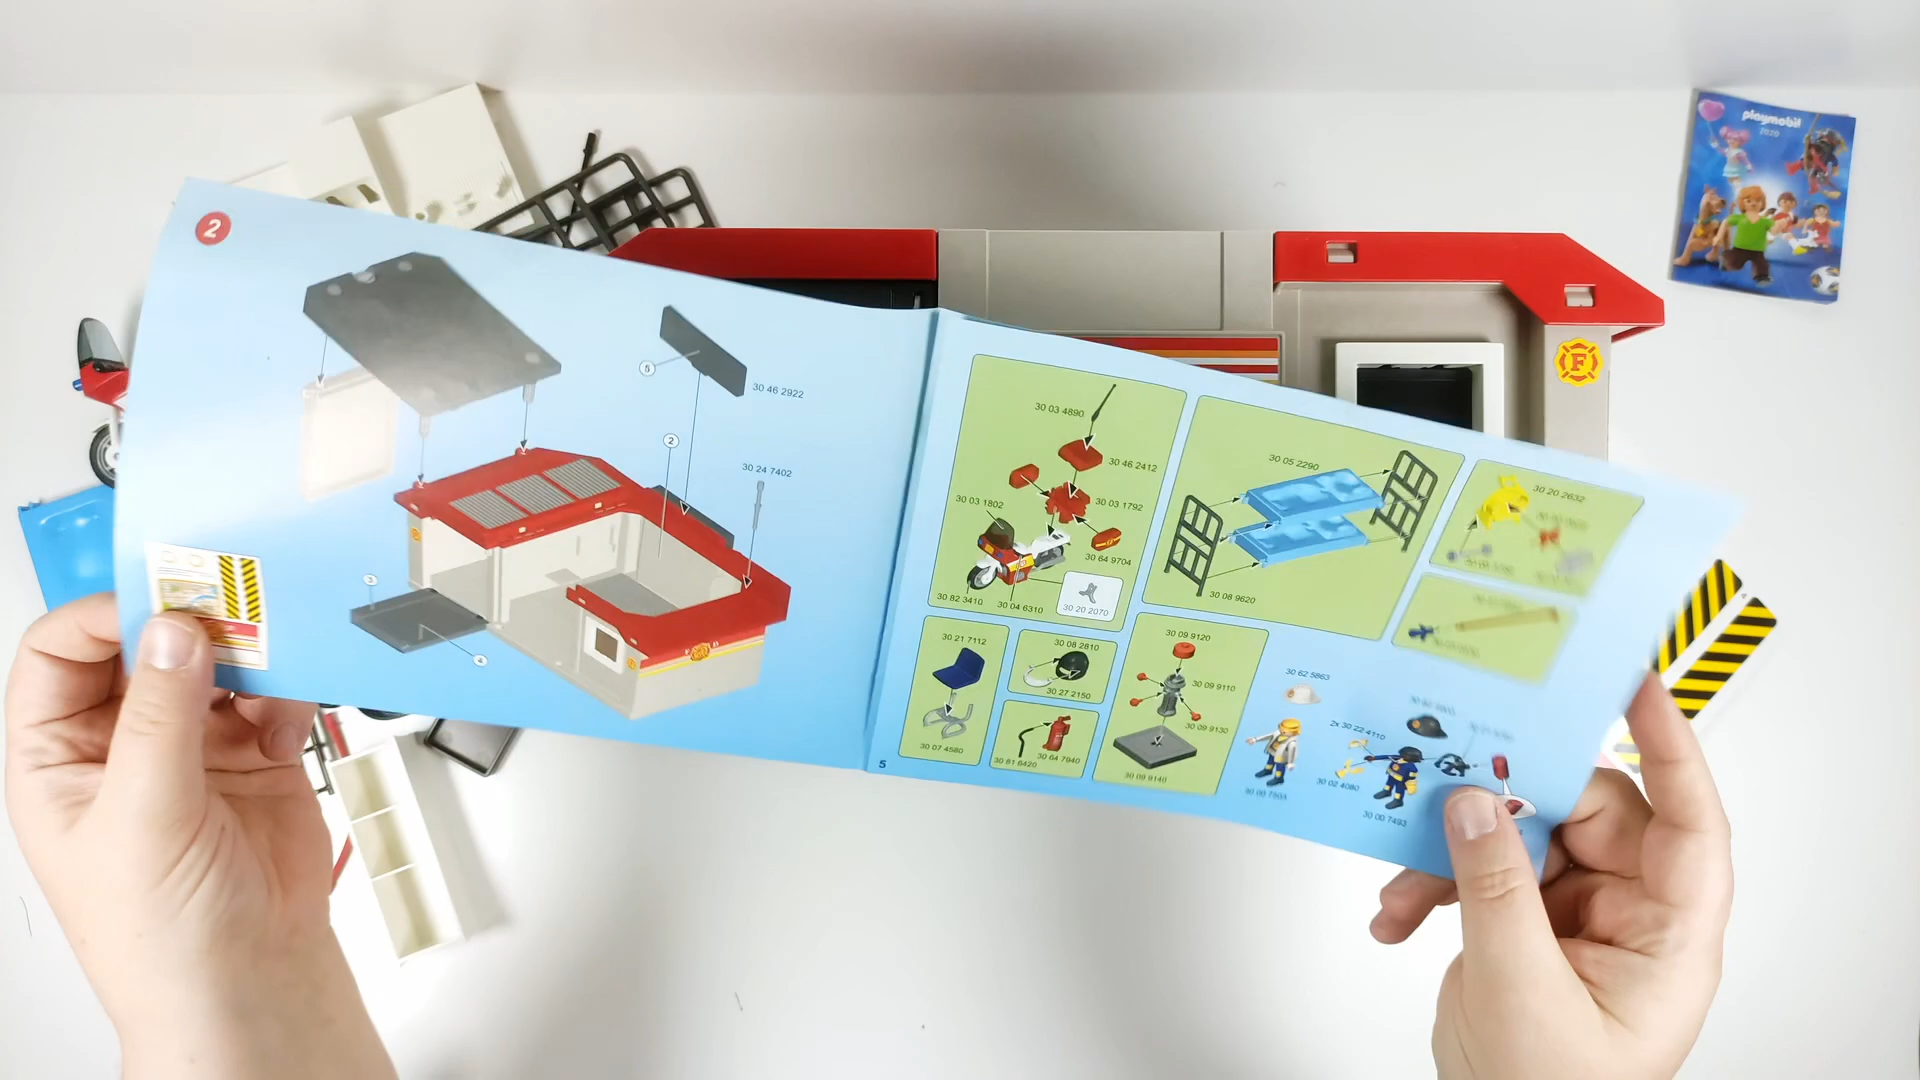 playmobil
2020
2
5
30 46 2922
2
30 24 7402
3
4
30 03 4890
30 46 2412
30 03 1802
30 03 1792
30 64 9704
30 82 3410
30 04 6310
30 20 2070
30 05 2290
30 08 9620
30 20 2632
30 21 7112
30 07 4580
30 08 2810
30 27 2150
30 81 6420
30 64 7940
30 09 9120
30 09 9110
30 09 9130
30 09 9140
30 62 5863
2x 30 22 4110
30 02 4080
30 00 7493
5
F
F